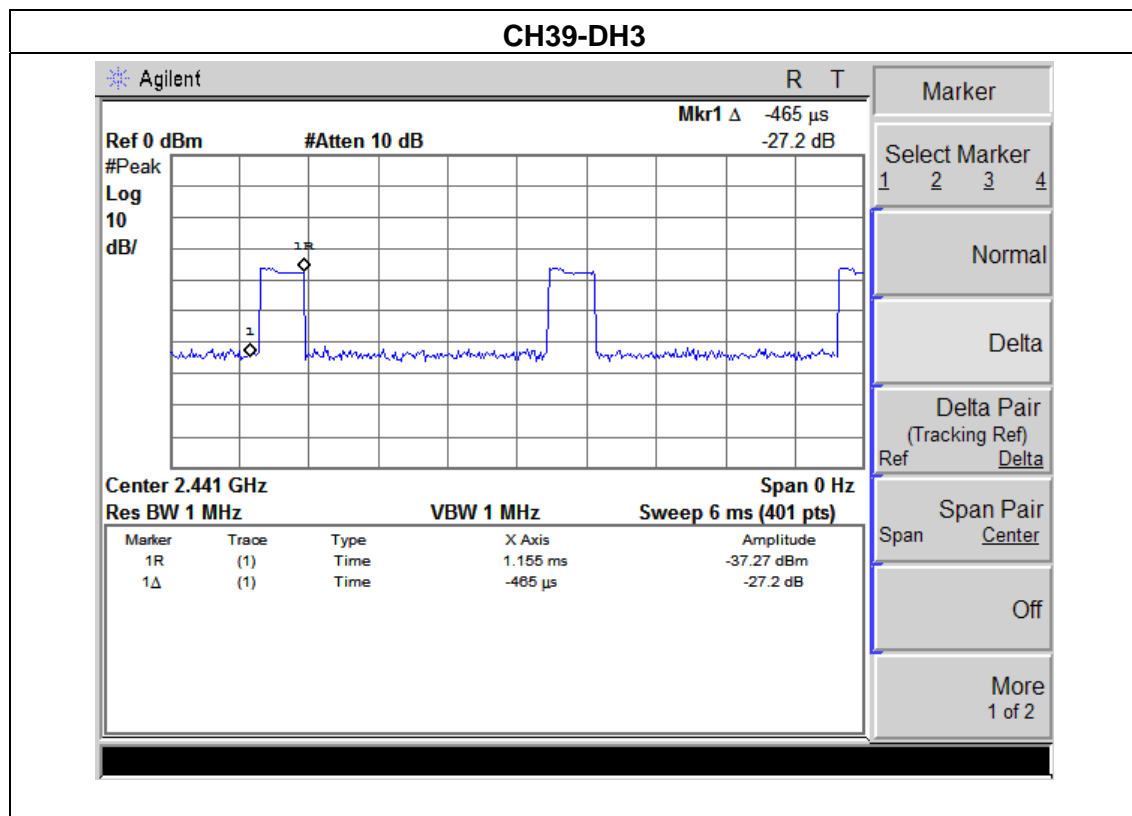 CH39-DH3
Agilent R T
Mkr1 Δ -465 μs
Ref 0 dBm #Atten 10 dB -27.2 dB
#Peak
Log
10
dB/
1R
1
Center 2.441 GHz Span 0 Hz
Res BW 1 MHz VBW 1 MHz Sweep 6 ms (401 pts)
Marker Trace Type X Axis Amplitude
1R (1) Time 1.155 ms -37.27 dBm
1Δ (1) Time -465 μs -27.2 dB
Marker
Select Marker
1 2 3 4
Normal
Delta
Delta Pair
(Tracking Ref)
Ref Delta
Span Pair
Span Center
Off
More
1 of 2